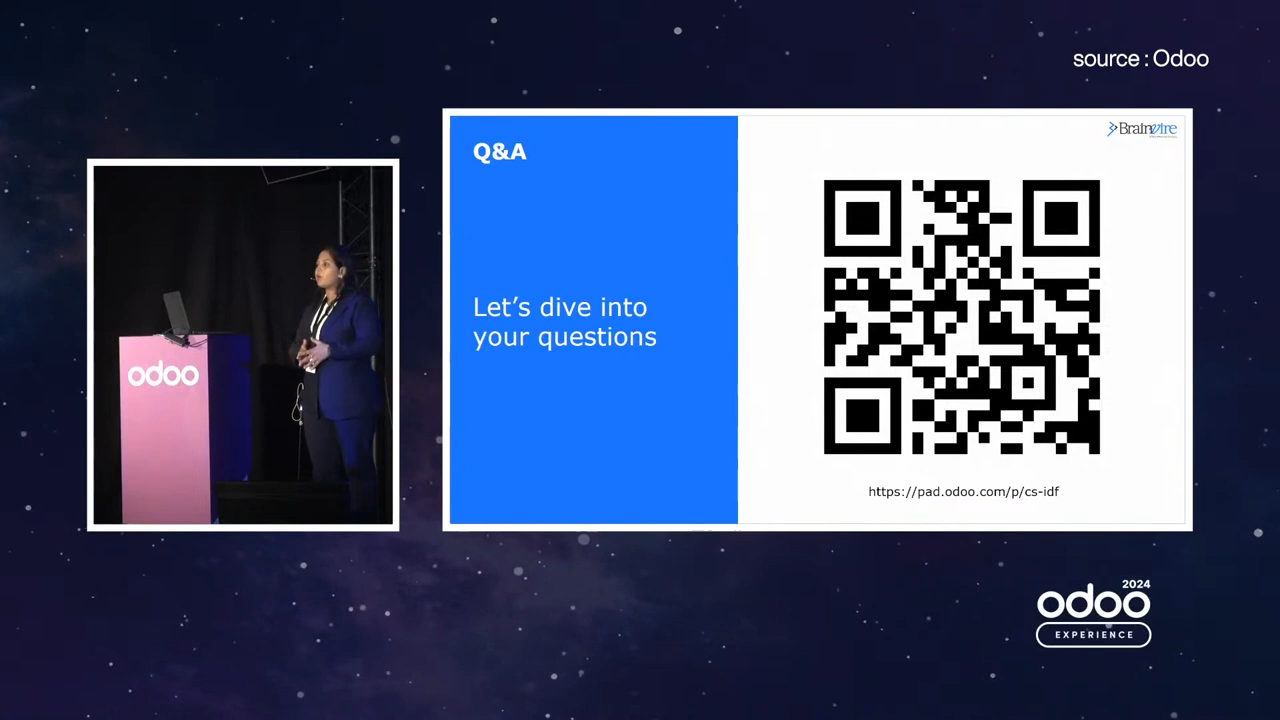 source : Odoo
Brainvire
Q&A
Let's dive into
your questions
https://pad.odoo.com/p/cs-idf
odoo
2024
odoo
EXPERIENCE